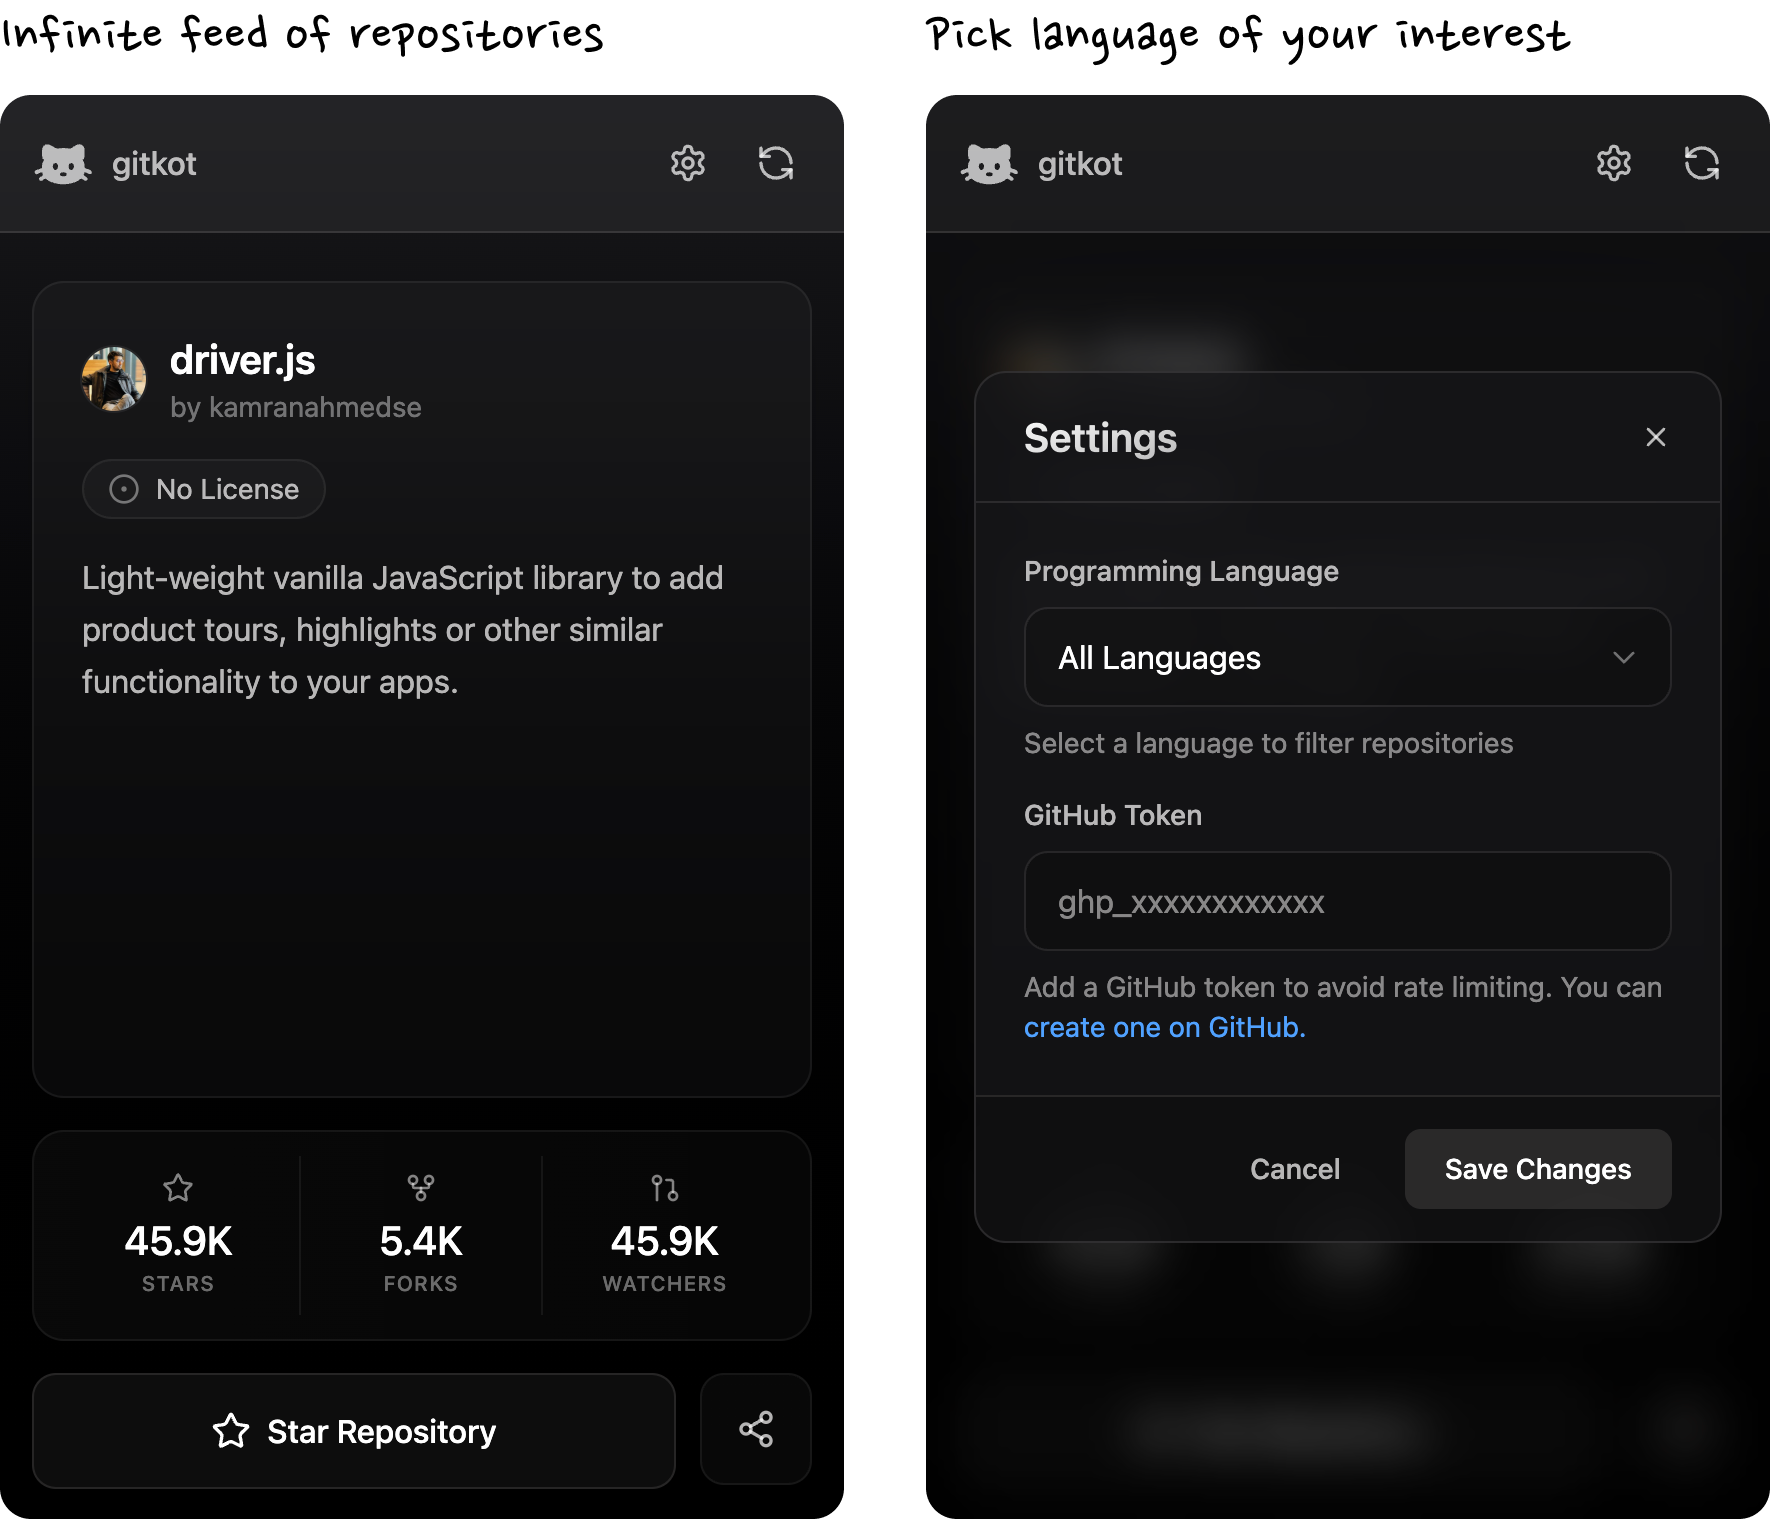 Infinite feed of repositories
gitkot
driver.js
by kamranahmedse
No License
Light-weight vanilla JavaScript library to add
product tours, highlights or other similar
functionality to your apps.
45.9K
STARS
5.4K
FORKS
45.9K
WATCHERS
Star Repository
Pick language of your interest
gitkot
Settings
Programming Language
All Languages
Select a language to filter repositories
GitHub Token
ghp_xxxxxxxxxxxx
Add a GitHub token to avoid rate limiting. You can
create one on GitHub.
Cancel
Save Changes